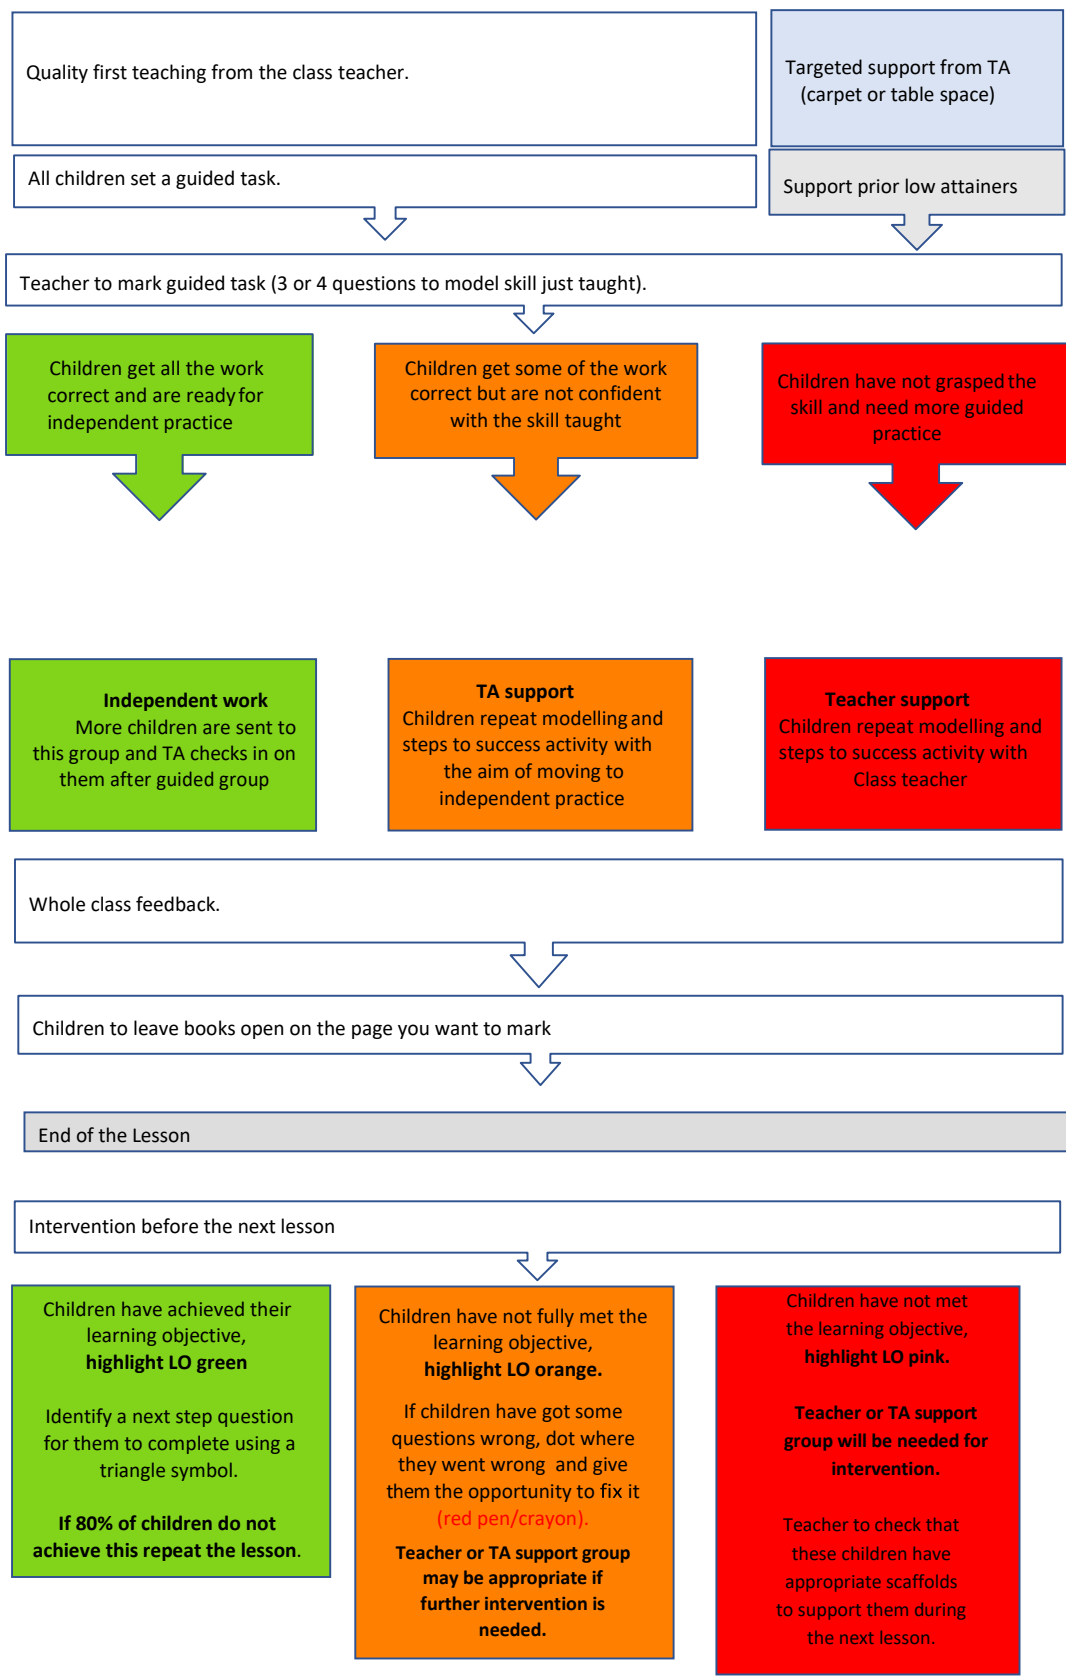 Quality first teaching from the class teacher.
Targeted support from TA
(carpet or table space)
All children set a guided task.
Support prior low attainers
Teacher to mark guided task (3 or 4 questions to model skill just taught).
Children get all the work
correct and are ready for
independent practice
Children get some of the work
correct but are not confident
with the skill taught
Children have not grasped the
skill and need more guided
practice
Independent work
More children are sent to
this group and TA checks in on
them after guided group
TA support
Children repeat modelling and
steps to success activity with
the aim of moving to
independent practice
Teacher support
Children repeat modelling and
steps to success activity with
Class teacher
Whole class feedback.
Children to leave books open on the page you want to mark
End of the Lesson
Intervention before the next lesson
Children have achieved their
learning objective,
highlight LO green
Identify a next step question
for them to complete using a
triangle symbol.
If 80% of children do not
achieve this repeat the lesson.
Children have not fully met the
learning objective,
highlight LO orange.
If children have got some
questions wrong, dot where
they went wrong and give
them the opportunity to fix it
(red pen/crayon).
Teacher or TA support group
may be appropriate if
further intervention is
needed.
Children have not met
the learning objective,
highlight LO pink.
Teacher or TA support
group will be needed for
intervention.
Teacher to check that
these children have
appropriate scaffolds
to support them during
the next lesson.